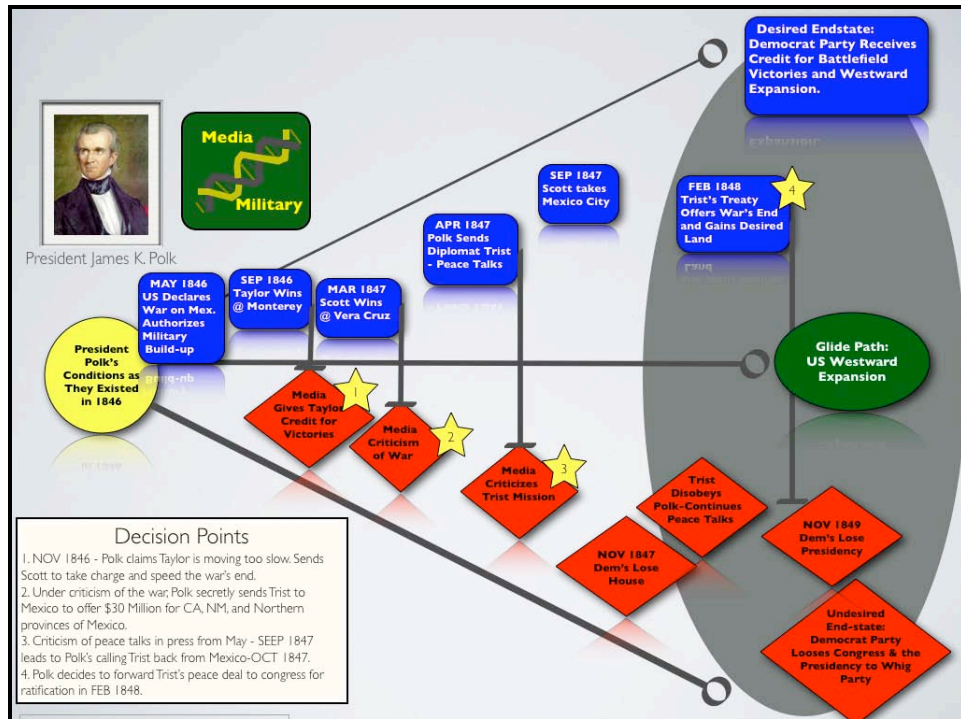 Desired Endstate:
Democrat Party Receives
Credit for Battlefield
Victories and Westward
Expansion.
Media
Military
President James K. Polk
SEP 1847
Scott takes
Mexico City
FEB 1848
Trist's Treaty
Offers War's End
and Gains Desired
Land
4
APR 1847
Polk Sends
Diplomat Trist
- Peace Talks
MAY 1846
US Declares
War on Mex.
Authorizes
Military
Build-up
SEP 1846
Taylor Wins
@ Monterey
MAR 1847
Scott Wins
@ Vera Cruz
President
Polk's
Conditions as
They Existed
in 1846
Glide Path:
US Westward
Expansion
Media
Gives Taylor
Credit for
Victories
1
Media
Criticism
of War
2
Media
Criticizes
Trist Mission
3
Trist
Disobeys
Polk-Continues
Peace Talks
NOV 1847
Dem's Lose
House
NOV 1849
Dem's Lose
Presidency
Undesired
End-state:
Democrat Party
Looses Congress & the
Presidency to Whig
Party
Decision Points
1. NOV 1846 - Polk claims Taylor is moving too slow. Sends
Scott to take charge and speed the war's end.
2. Under criticism of the war, Polk secretly sends Trist to
Mexico to offer $30 Million for CA, NM, and Northern
provinces of Mexico.
3. Criticism of peace talks in press from May - SEEP 1847
leads to Polk's calling Trist back from Mexico-OCT 1847.
4. Polk decides to forward Trist's peace deal to congress for
ratification in FEB 1848.